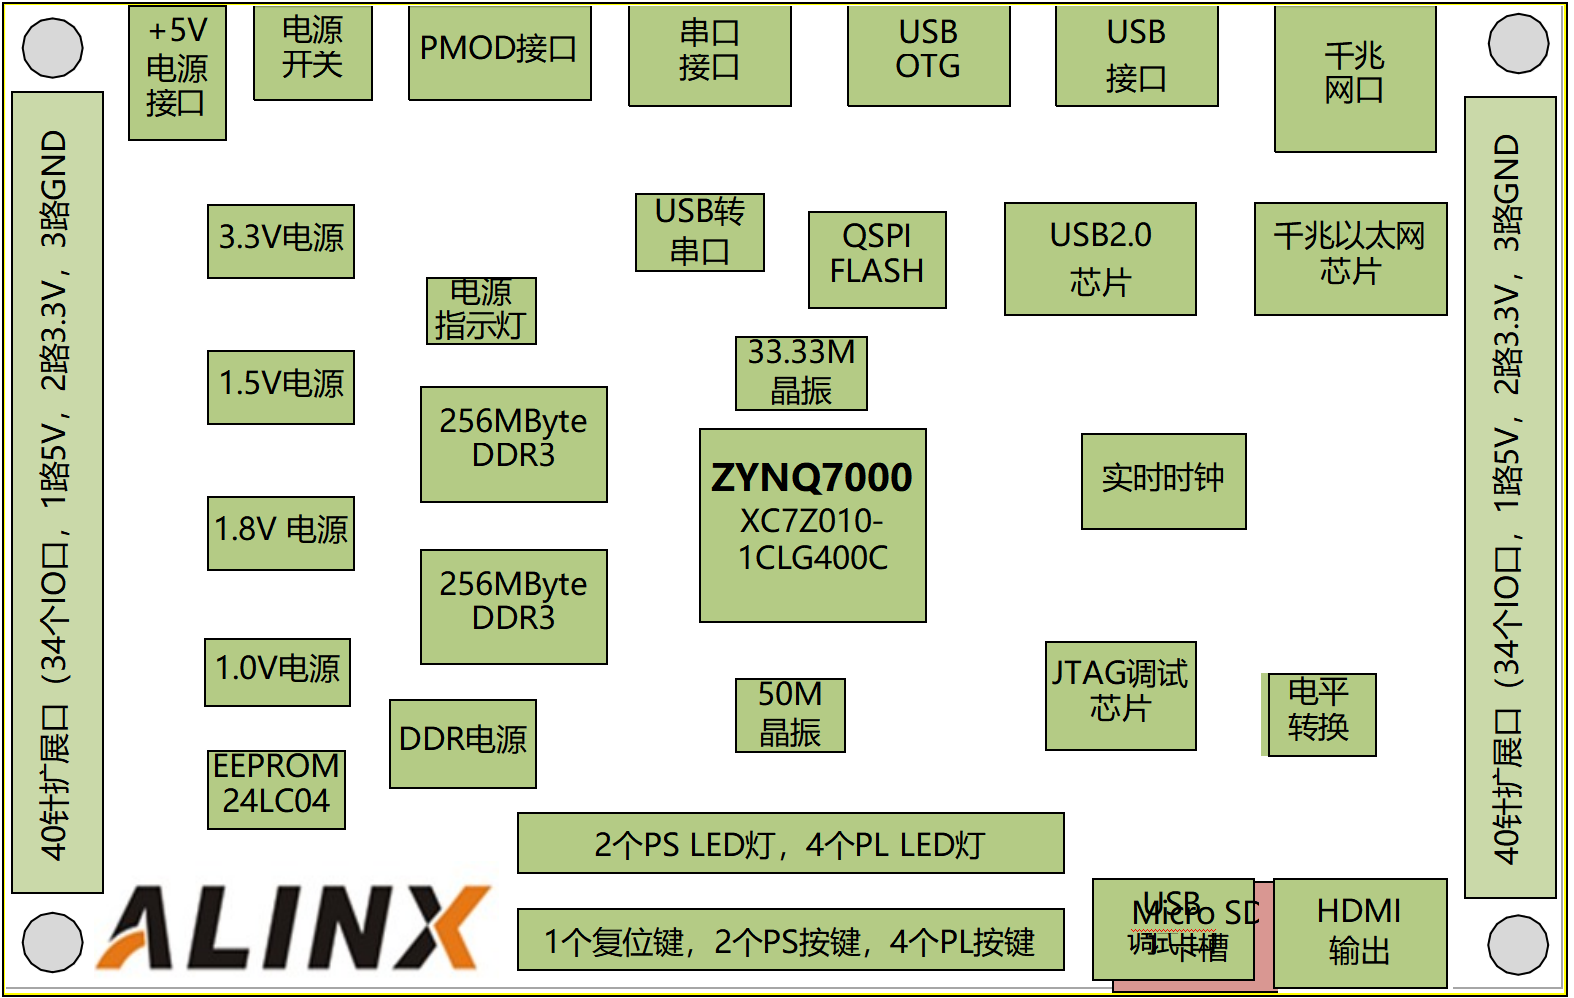 +5V
电源
接口
电源
开关
PMOD接口
串口
接口
USB
OTG
USB
接口
千兆
网口
40针扩展口（34个IO口，1路5V，2路3.3V，3路GND
3.3V电源
USB转
串口
QSPI
FLASH
USB2.0
芯片
千兆以太网
芯片
电源
指示灯
1.5V电源
33.33M
晶振
256MByte
DDR3
ZYNQ7000
XC7Z010-
1CLG400C
实时时钟
1.8V 电源
256MByte
DDR3
1.0V电源
JTAG调试
芯片
电平
转换
50M
晶振
DDR电源
EEPROM
24LC04
2个PS LED灯，4个PL LED灯
1个复位键，2个PS按键，4个PL按键
USB
调试口
Micro SD
卡槽
HDMI
输出
40针扩展口（34个IO口，1路5V，2路3.3V，3路GND
ALINX